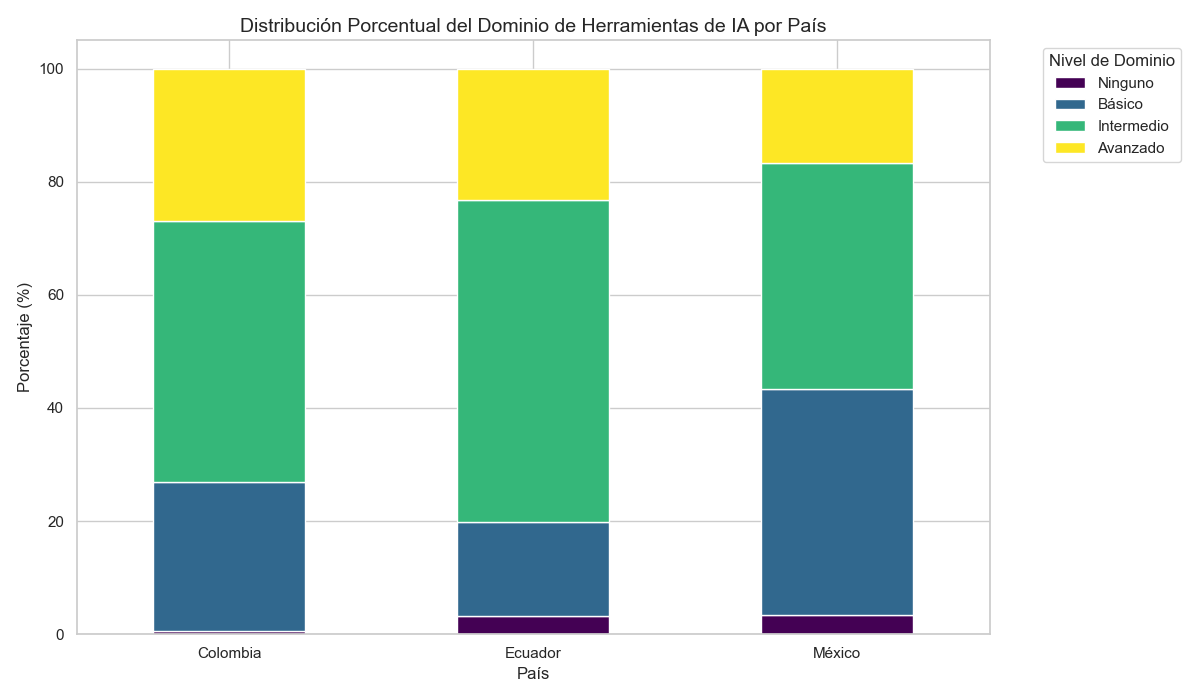 Distribución Porcentual del Dominio de Herramientas de IA por País
Nivel de Dominio
Ninguno
Básico
Intermedio
Avanzado
Porcentaje (%)
100
80
60
40
20
0
Colombia
Ecuador
México
País